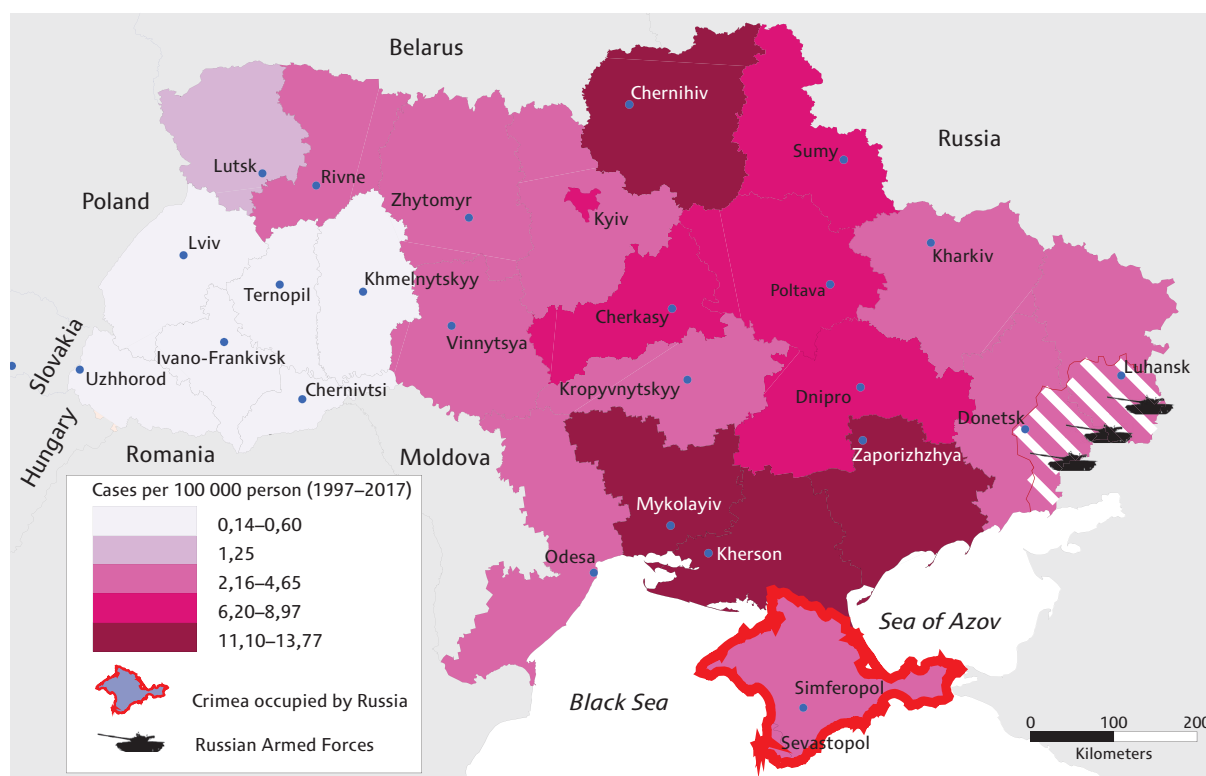 Belarus
Chernihiv
Russia
Sumy
Lutsk
Rivne
Poland
Zhytomyr
Kyiv
Lviv
Kharkiv
Ternopil
Khmelnytskyy
Poltava
Cherkasy
Slovakia
Ivano-Frankivsk
Vinnytsya
Uzhhorod
Chernivtsi
Kropyvnytskyy
Luhansk
Dnipro
Donetsk
Hungary
Romania
Moldova
Zaporizhzhya
Mykolayiv
Kherson
Odesa
Sea of Azov
Simferopol
Black Sea
Sevastopol
Cases per 100 000 person (1997–2017)
0,14–0,60
1,25
2,16–4,65
6,20–8,97
11,10–13,77
Crimea occupied by Russia
Russian Armed Forces
0 100 200
Kilometers